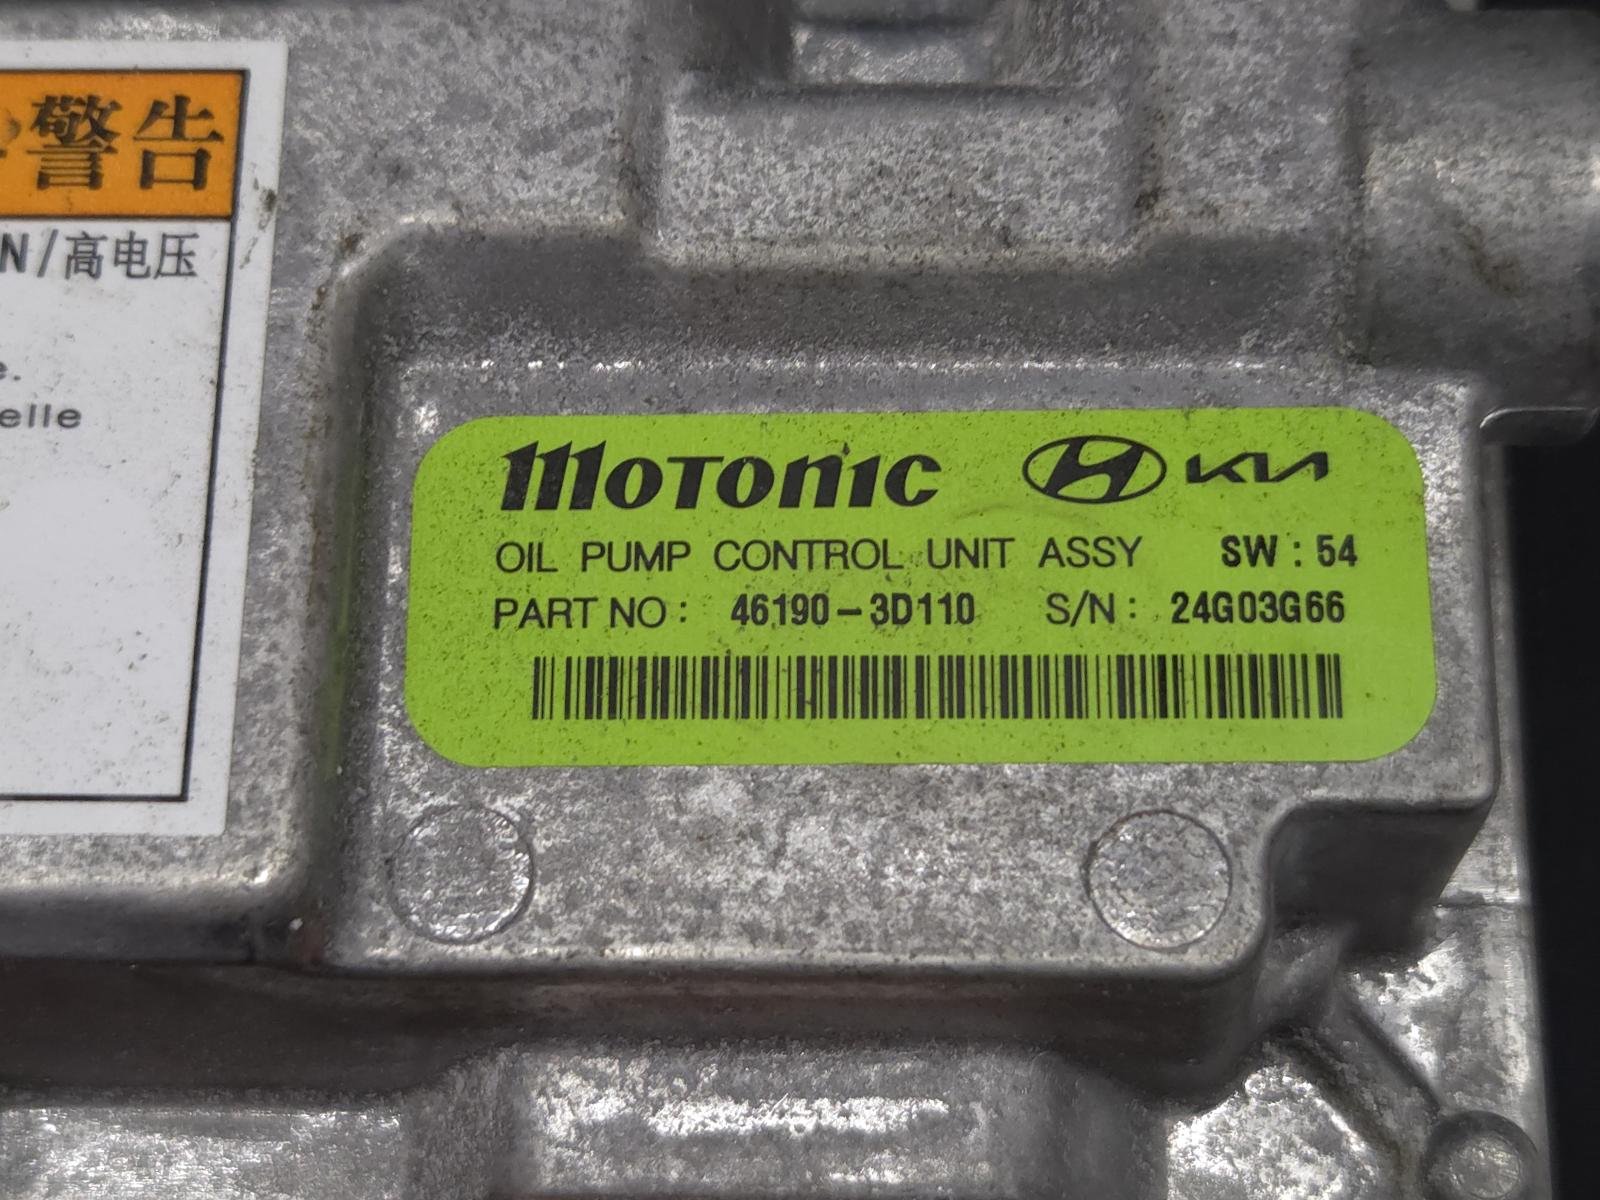 警告
N/高电压
e.
elle
MOTONIC KIA
OIL PUMP CONTROL UNIT ASSY SW : 54
PART NO : 46190-3D110 S/N : 24G03G66